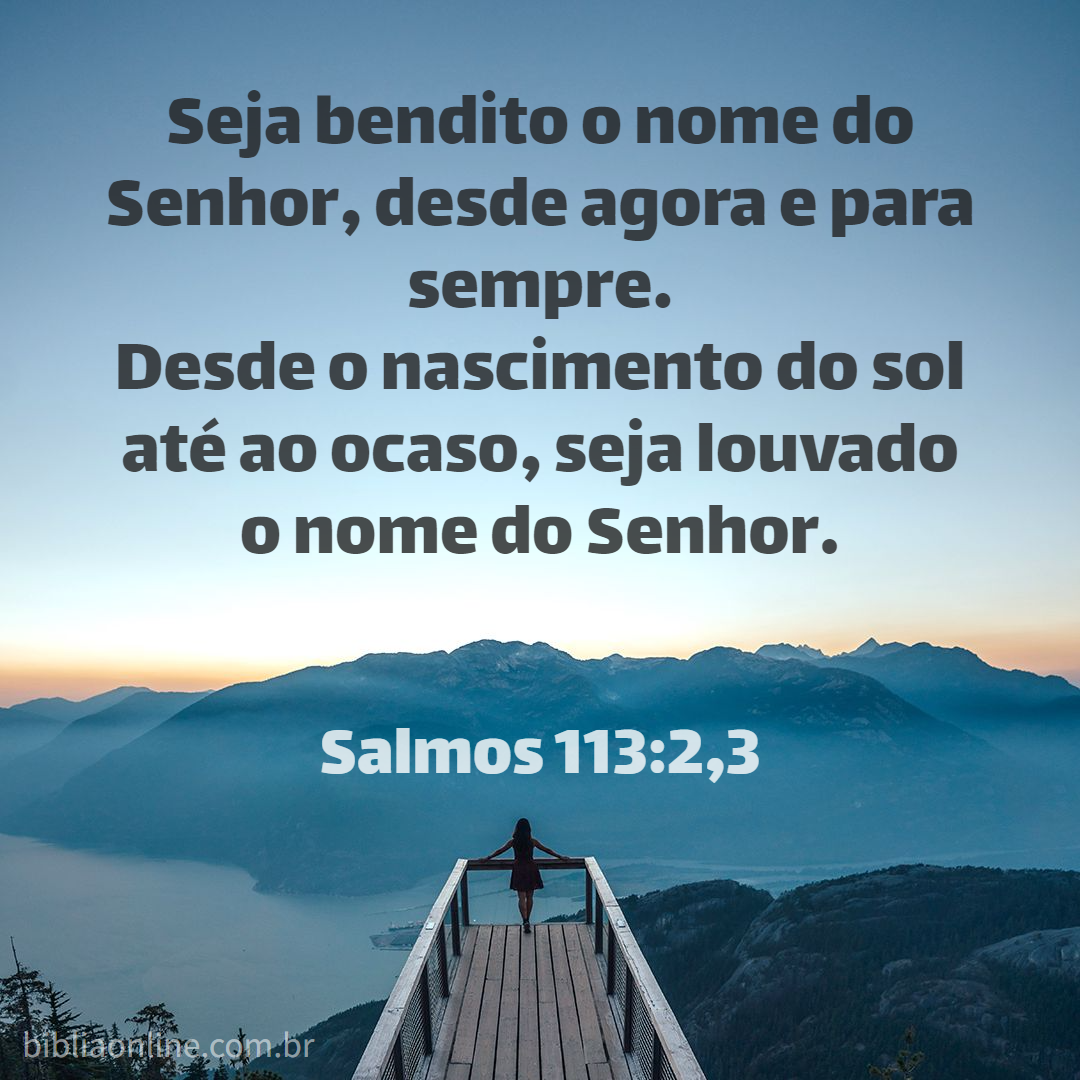 Seja bendito o nome do
Senhor, desde agora e para
sempre.
Desde o nascimento do sol
até ao ocaso, seja louvado
o nome do Senhor.
Salmos 113:2,3
bibliaonline.com.br